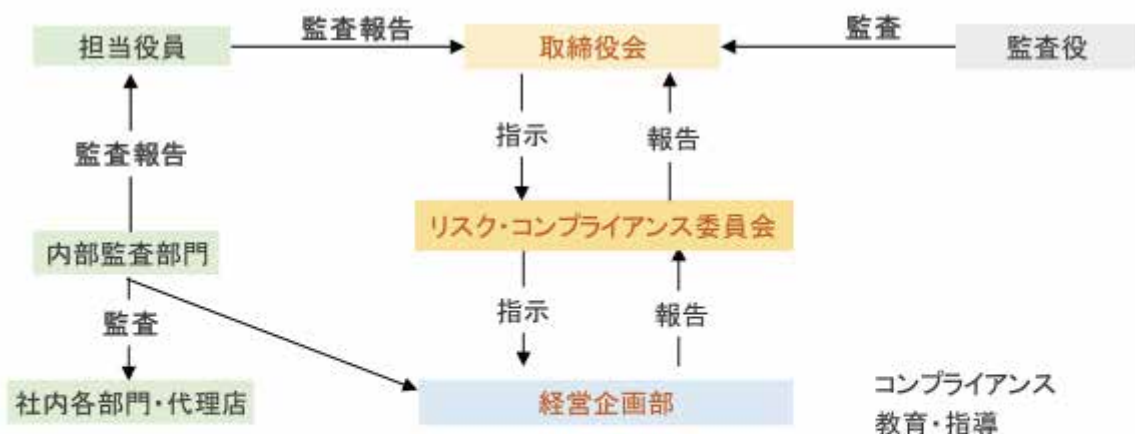 監査報告
監査
担当役員
取締役会
監査役
指示
報告
監査報告
リスク・コンプライアンス委員会
内部監査部門
指示
報告
監査
コンプライアンス
社内各部門・代理店
経営企画部
教育・指導